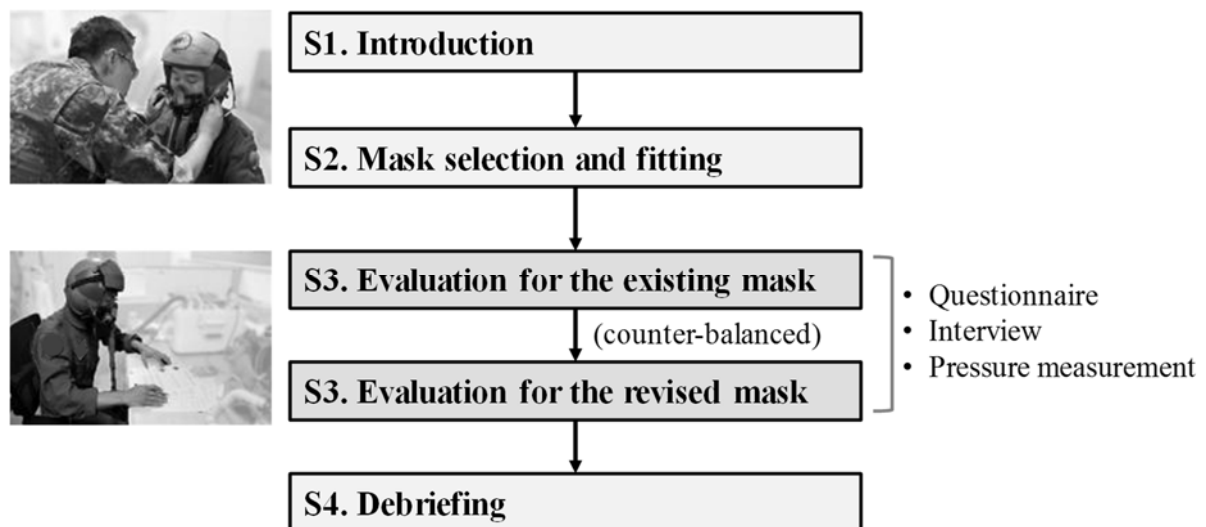 S1. Introduction
S2. Mask selection and fitting
S3. Evaluation for the existing mask
(counter-balanced)
S3. Evaluation for the revised mask
• Questionnaire
• Interview
• Pressure measurement
S4. Debriefing